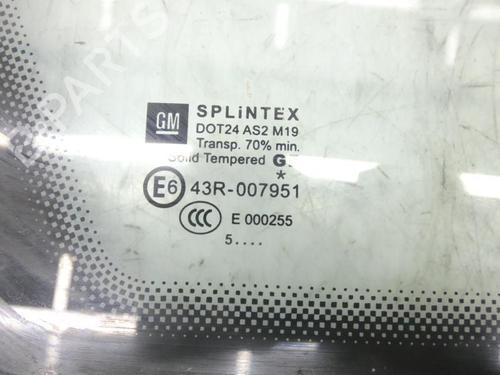 GM
SPLiNTEX
DOT24 AS2 M19
Transp. 70% min.
Solid Tempered G
*
E6 43R-007951
CCC E 000255
5....